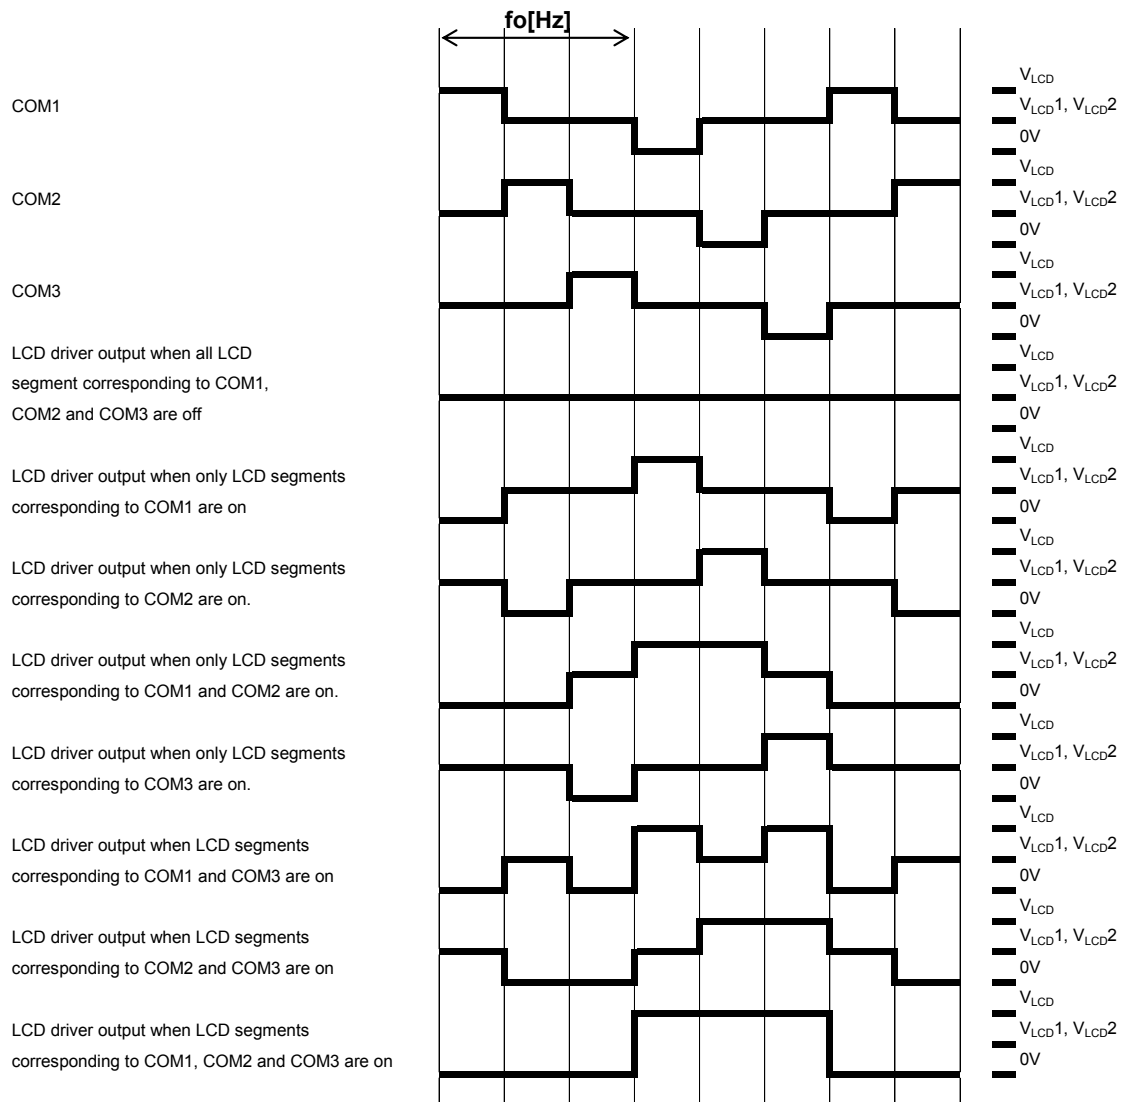 fo[Hz]
VLCD
COM1
VLCD1, VLCD2
0V
VLCD
COM2
VLCD1, VLCD2
0V
VLCD
COM3
VLCD1, VLCD2
0V
LCD driver output when all LCD
VLCD
segment corresponding to COM1,
VLCD1, VLCD2
COM2 and COM3 are off
0V
VLCD
LCD driver output when only LCD segments
VLCD1, VLCD2
corresponding to COM1 are on
0V
VLCD
LCD driver output when only LCD segments
VLCD1, VLCD2
corresponding to COM2 are on.
0V
VLCD
LCD driver output when only LCD segments
VLCD1, VLCD2
corresponding to COM1 and COM2 are on.
0V
VLCD
LCD driver output when only LCD segments
VLCD1, VLCD2
corresponding to COM3 are on.
0V
VLCD
LCD driver output when LCD segments
VLCD1, VLCD2
corresponding to COM1 and COM3 are on
0V
VLCD
LCD driver output when LCD segments
VLCD1, VLCD2
corresponding to COM2 and COM3 are on
0V
VLCD
LCD driver output when LCD segments
VLCD1, VLCD2
corresponding to COM1, COM2 and COM3 are on
0V